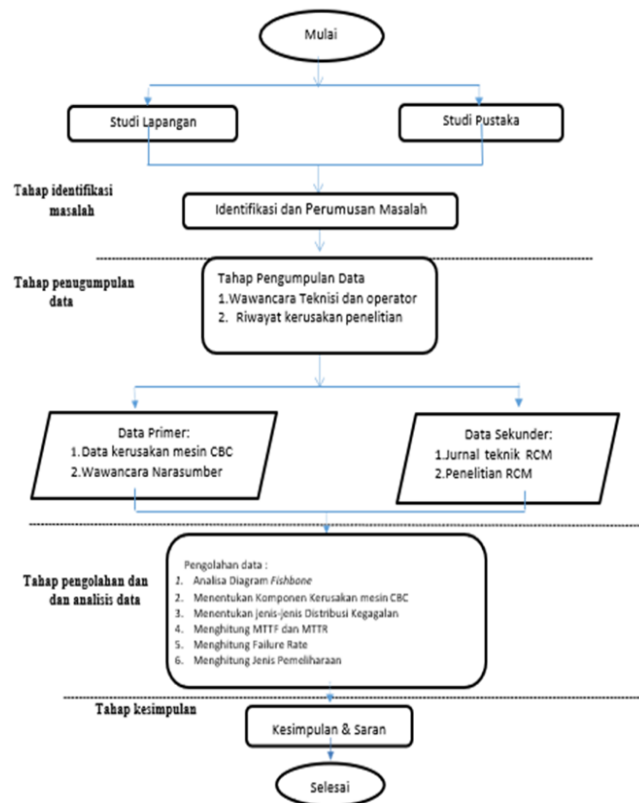 Mulai
Studi Lapangan
Studi Pustaka
Tahap identifikasi
masalah
Identifikasi dan Perumusan Masalah
Tahap penugumpulan
data
Tahap Pengumpulan Data
1.Wawancara Teknisi dan operator
2. Riwayat kerusakan penelitian
Data Primer:
1.Data kerusakan mesin CBC
2.Wawancara Narasumber
Data Sekunder:
1.Jurnal teknik RCM
2.Penelitian RCM
Tahap pengolahan dan
dan analisis data
Pengolahan data :
1. Analisa Diagram Fishbone
2. Menentukan Komponen Kerusakan mesin CBC
3. Menentukan jenis-jenis Distribusi Kegagalan
4. Menghitung MTTF dan MTTR
5. Menghitung Failure Rate
6. Menghitung Jenis Pemeliharaan
Tahap kesimpulan
Kesimpulan & Saran
Selesai